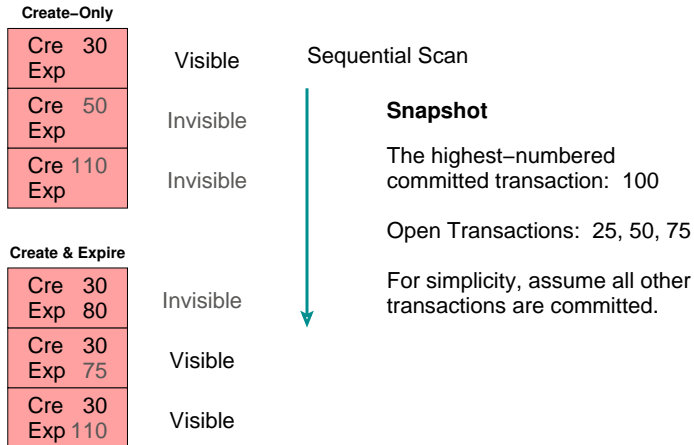 Create–Only
Cre 30
Exp
Visible
Cre 50
Exp
Invisible
Cre 110
Exp
Invisible
Create & Expire
Cre 30
Exp 80
Invisible
Cre 30
Exp 75
Visible
Cre 30
Exp 110
Visible
Sequential Scan
Snapshot
The highest–numbered
committed transaction: 100
Open Transactions: 25, 50, 75
For simplicity, assume all other
transactions are committed.